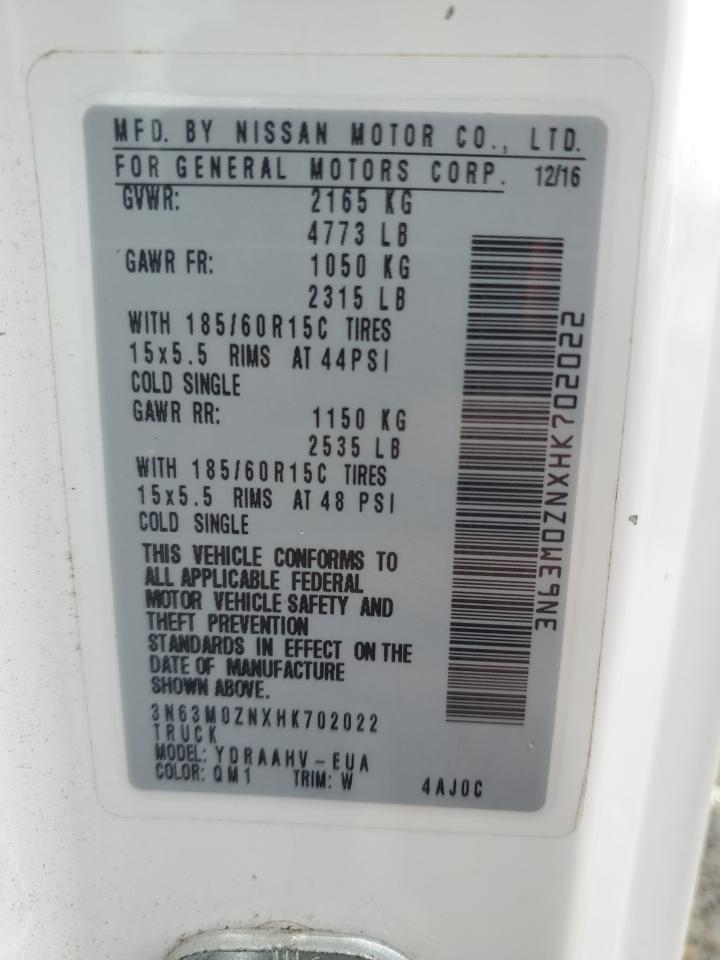 MFD. BY NISSAN MOTOR CO., LTD.
FOR GENERAL MOTORS CORP. 12/16
GVWR: 2165 KG
4773 LB
GAWR FR: 1050 KG
2315 LB
WITH 185/60R15C TIRES
15x5.5 RIMS AT 44PSI
COLD SINGLE
GAWR RR: 1150 KG
2535 LB
WITH 185/60R15C TIRES
15x5.5 RIMS AT 48 PSI
COLD SINGLE
THIS VEHICLE CONFORMS TO
ALL APPLICABLE FEDERAL
MOTOR VEHICLE SAFETY AND
THEFT PREVENTION
STANDARDS IN EFFECT ON THE
DATE OF MANUFACTURE
SHOWN ABOVE.
3N63M0ZNXHK702022
TRUCK
MODEL: YDRAAHV-EUA
COLOR: QM1 TRIM: W 4AJ0C
3N63M0ZNXHK702022